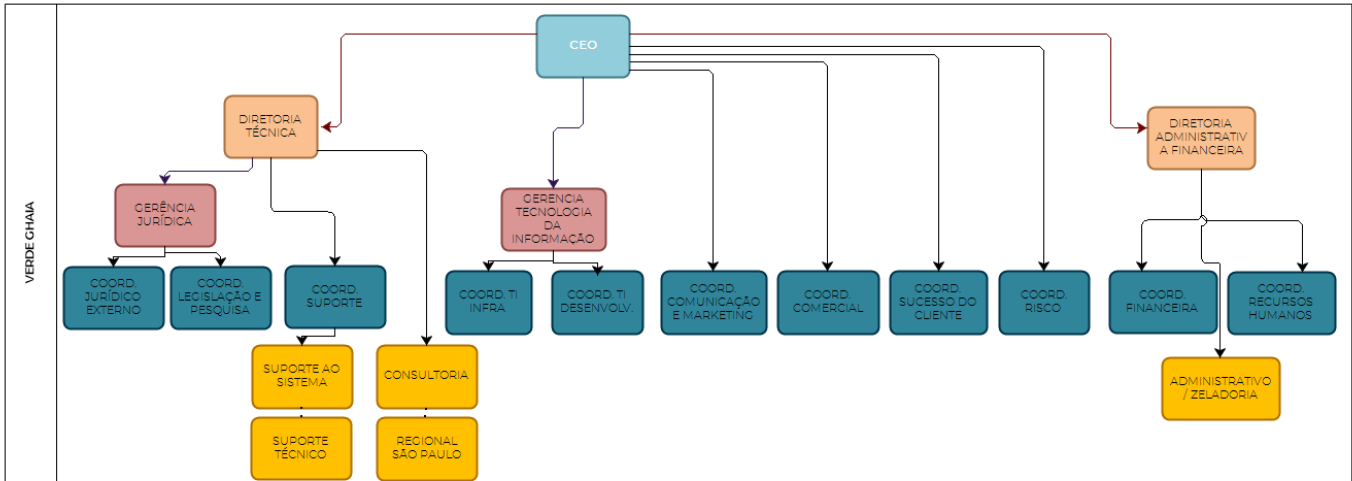 VERDE GHAIA
CEO
DIRETORIA
TÉCNICA
DIRETORIA
ADMINISTRATIV
A FINANCEIRA
GERÊNCIA
JURÍDICA
GERENCIA
TECNOLOGIA
DA
INFORMAÇÃO
COORD.
JURÍDICO
EXTERNO
COORD.
LEGISLAÇÃO E
PESQUISA
COORD.
SUPORTE
COORD. TI
INFRA
COORD. TI
DESENVOLV.
COORD.
COMUNICAÇÃO
E MARKETING
COORD.
COMERCIAL
COORD.
SUCESSO DO
CLIENTE
COORD.
RISCO
COORD.
FINANCEIRA
COORD.
RECURSOS
HUMANOS
SUPORTE AO
SISTEMA
CONSULTORIA
ADMINISTRATIVO
/ ZELADORIA
SUPORTE
TÉCNICO
REGIONAL
SÃO PAULO